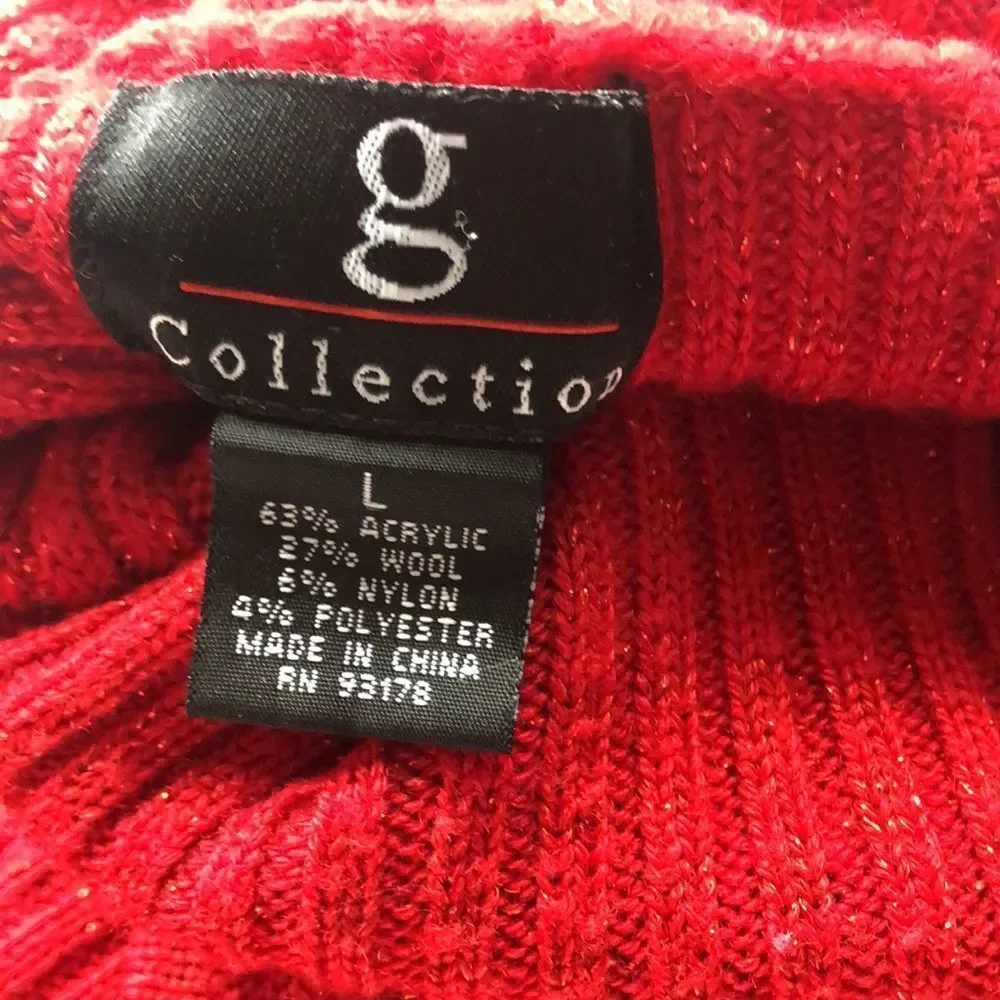 g
Collection
L
63% ACRYLIC
27% WOOL
6% NYLON
4% POLYESTER
MADE IN CHINA
RN 93178